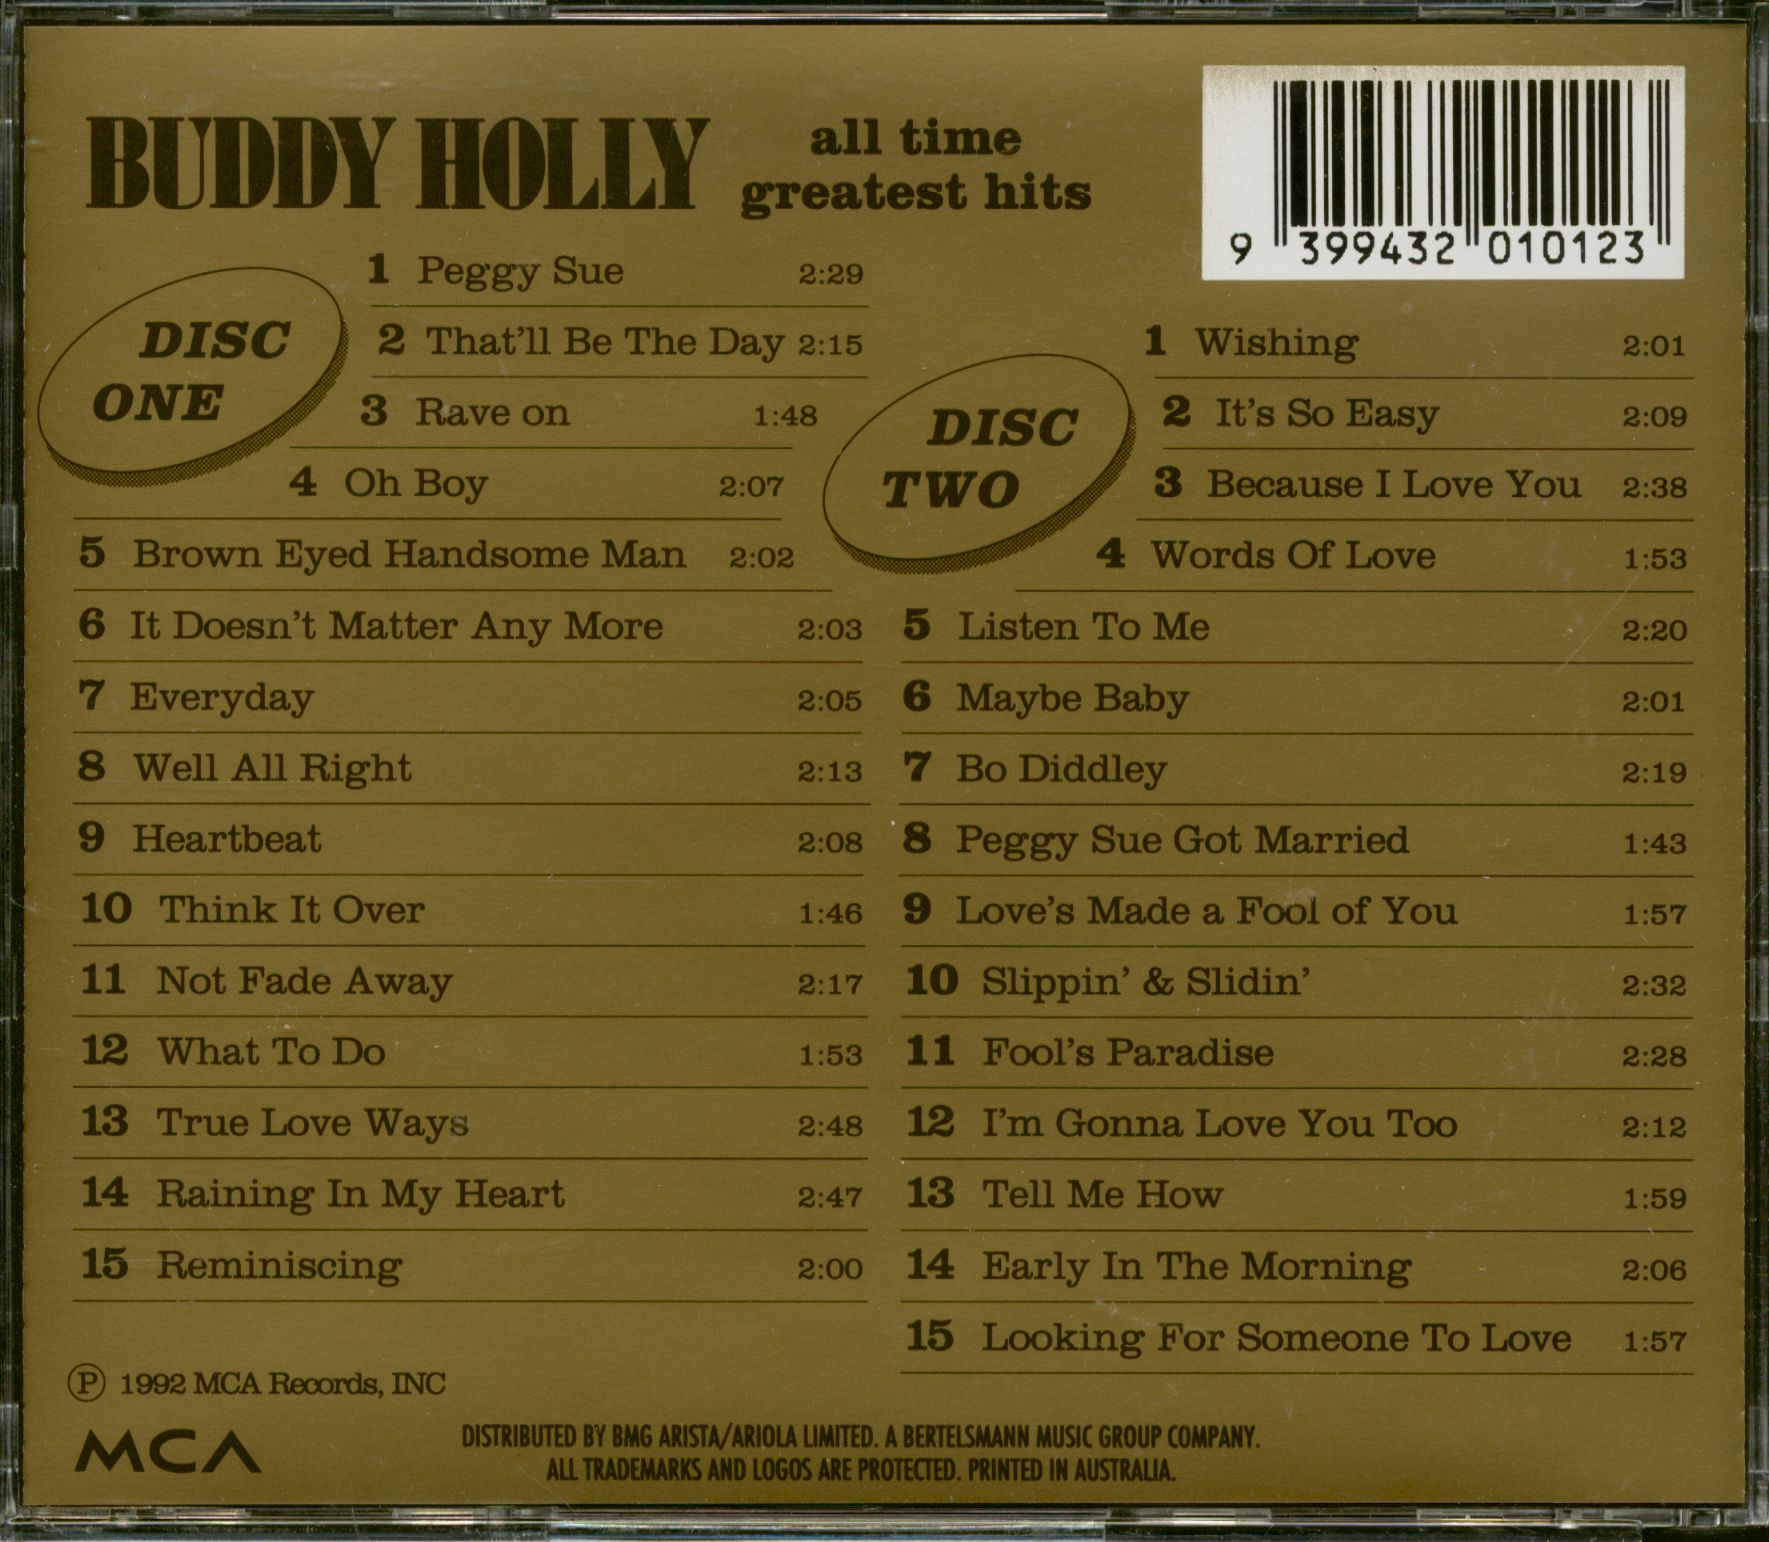 BUDDY HOLLY
all time
greatest hits
9 399432 010123
DISC
ONE
1 Peggy Sue 2:29
2 That'll Be The Day 2:15
3 Rave on 1:48
4 Oh Boy 2:07
5 Brown Eyed Handsome Man 2:02
6 It Doesn't Matter Any More 2:03
7 Everyday 2:05
8 Well All Right 2:13
9 Heartbeat 2:08
10 Think It Over 1:46
11 Not Fade Away 2:17
12 What To Do 1:53
13 True Love Ways 2:48
14 Raining In My Heart 2:47
15 Reminiscing 2:00
DISC
TWO
1 Wishing 2:01
2 It's So Easy 2:09
3 Because I Love You 2:38
4 Words Of Love 1:53
5 Listen To Me 2:20
6 Maybe Baby 2:01
7 Bo Diddley 2:19
8 Peggy Sue Got Married 1:43
9 Love's Made a Fool of You 1:57
10 Slippin' & Slidin' 2:32
11 Fool's Paradise 2:28
12 I'm Gonna Love You Too 2:12
13 Tell Me How 1:59
14 Early In The Morning 2:06
15 Looking For Someone To Love 1:57
Ⓟ 1992 MCA Records, INC
MCA
DISTRIBUTED BY BMG ARISTA/ARIOLA LIMITED. A BERTELSMANN MUSIC GROUP COMPANY.
ALL TRADEMARKS AND LOGOS ARE PROTECTED. PRINTED IN AUSTRALIA.